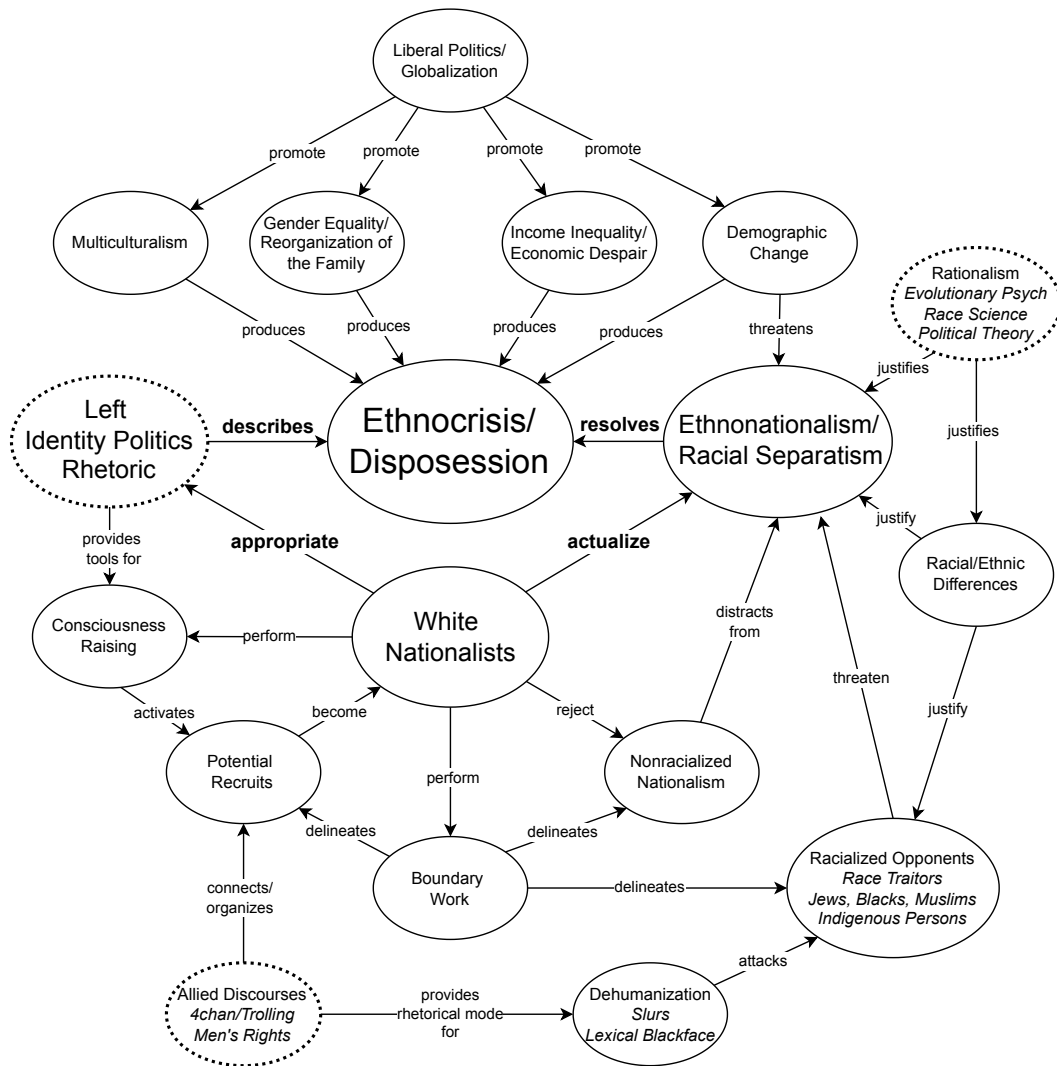 Liberal Politics/
Globalization
promote
promote
promote
promote
Multiculturalism
Gender Equality/
Reorganization of
the Family
Income Inequality/
Economic Despair
Demographic
Change
Rationalism
Evolutionary Psych
Race Science
Political Theory
produces
produces
produces
produces
threatens
justifies
justifies
Left
Identity Politics
Rhetoric
describes
Ethnocrisis/
Disposession
resolves
Ethnonationalism/
Racial Separatism
justify
provides
tools for
appropriate
actualize
Racial/Ethnic
Differences
Consciousness
Raising
perform
White
Nationalists
distracts
from
threaten
activates
become
reject
justify
Potential
Recruits
perform
Nonracialized
Nationalism
delineates
delineates
connects/
organizes
Boundary
Work
delineates
Racialized Opponents
Race Traitors
Jews, Blacks, Muslims
Indigenous Persons
attacks
Allied Discourses
4chan/Trolling
Men's Rights
provides
rhetorical mode
for
Dehumanization
Slurs
Lexical Blackface